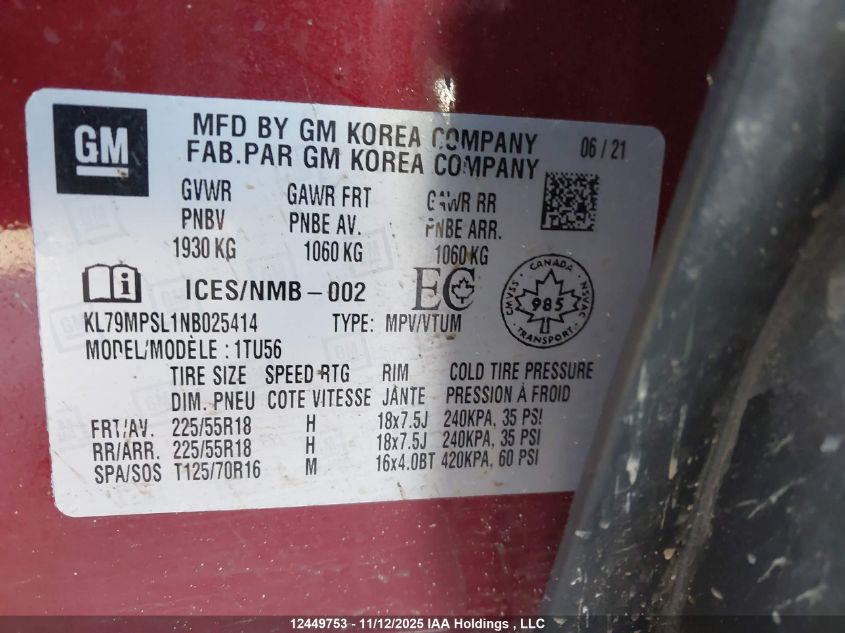 GM
MFD BY GM KOREA COMPANY 06/21
FAB.PAR GM KOREA COMPANY
GVWR GAWR FRT GAWR RR
PNBV PNBE AV. PNBE ARR.
1930 KG 1060 KG 1060 KG
ICES/NMB-002 EC
CANADA CMVSS 985 NSVAC TRANSPORT
KL79MPSL1NB025414 TYPE: MPV/VTUM
MODEL/MODÈLE : 1TU56
TIRE SIZE SPEED RTG RIM COLD TIRE PRESSURE
DIM. PNEU COTE VITESSE JANTE PRESSION À FROID
FRT/AV. 225/55R18 H 18x7.5J 240KPA, 35 PSI
RR/ARR. 225/55R18 H 18x7.5J 240KPA, 35 PSI
SPA/SOS T125/70R16 M 16x4.0BT 420KPA, 60 PSI
12449753 - 11/12/2025 IAA Holdings , LLC